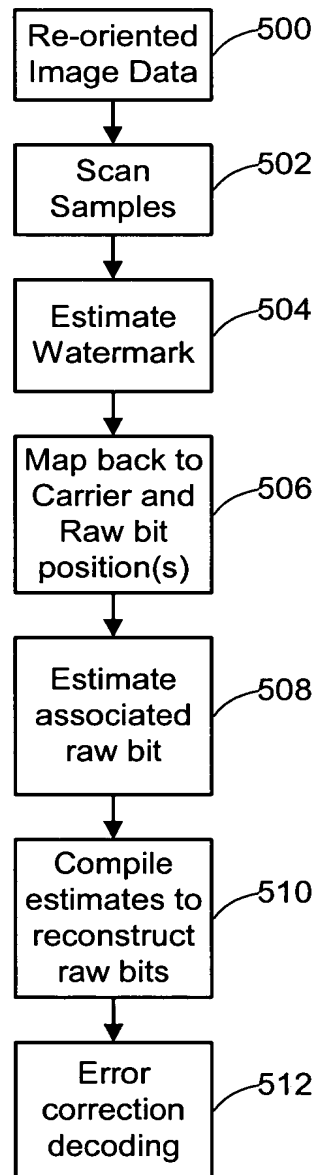 Re-oriented
Image Data
500
Scan
Samples
502
Estimate
Watermark
504
Map back to
Carrier and
Raw bit
position(s)
506
Estimate
associated
raw bit
508
Compile
estimates to
reconstruct
raw bits
510
Error
correction
decoding
512